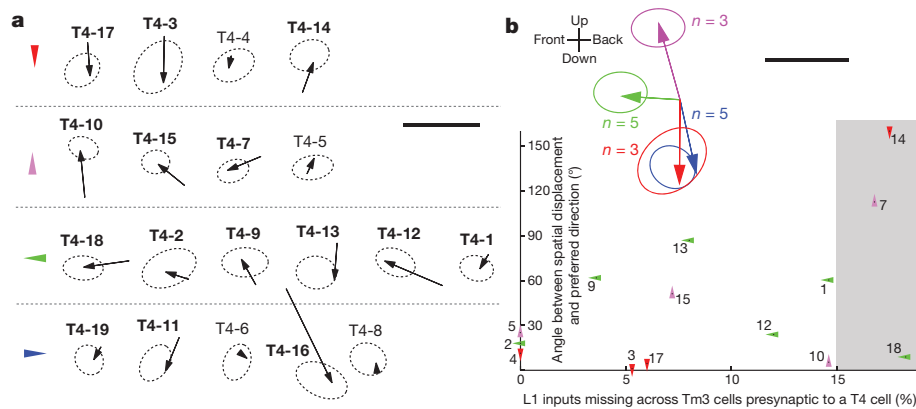 a
T4-17 T4-3 T4-4 T4-14
T4-10 T4-15 T4-7 T4-5
T4-18 T4-2 T4-9 T4-13 T4-12 T4-1
T4-19 T4-11 T4-6 T4-16 T4-8
b
Up
Front Back
Down
n = 3
n = 5
n = 5
n = 3
Angle between spatial displacement
and preferred direction (°)
150
120
90
60
30
0
14
7
13
9
1
15
5
2
4
12
18
10
3 17
0 5 10 15
L1 inputs missing across Tm3 cells presynaptic to a T4 cell (%)